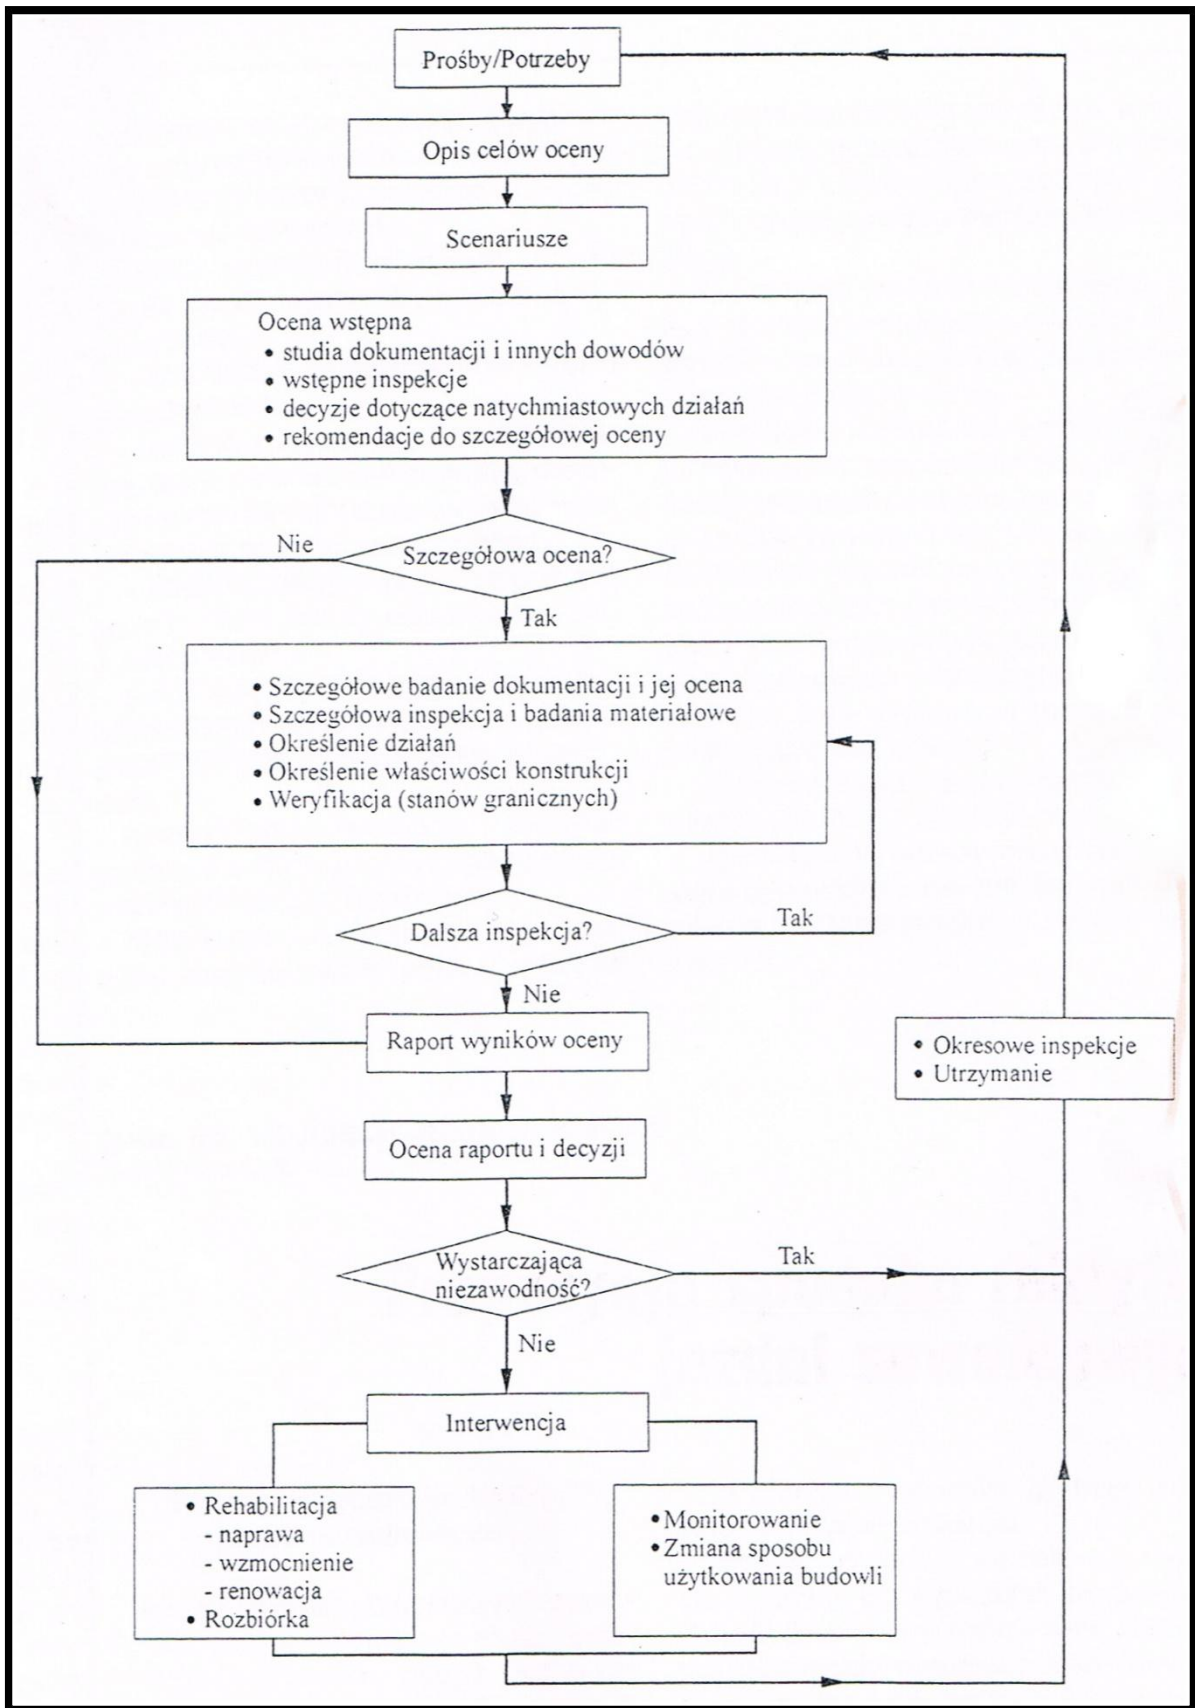 Prośby/Potrzeby
Opis celów oceny
Scenariusze
Ocena wstępna
• studia dokumentacji i innych dowodów
• wstępne inspekcje
• decyzje dotyczące natychmiastowych działań
• rekomendacje do szczegółowej oceny
Nie
Szczegółowa ocena?
Tak
• Szczegółowe badanie dokumentacji i jej ocena
• Szczegółowa inspekcja i badania materiałowe
• Określenie działań
• Określenie właściwości konstrukcji
• Weryfikacja (stanów granicznych)
Dalsza inspekcja?
Tak
Nie
Raport wyników oceny
• Okresowe inspekcje
• Utrzymanie
Ocena raportu i decyzji
Wystarczająca
niezawodność?
Tak
Nie
Interwencja
• Rehabilitacja
- naprawa
- wzmocnienie
- renowacja
• Rozbiórka
• Monitorowanie
• Zmiana sposobu
użytkowania budowli